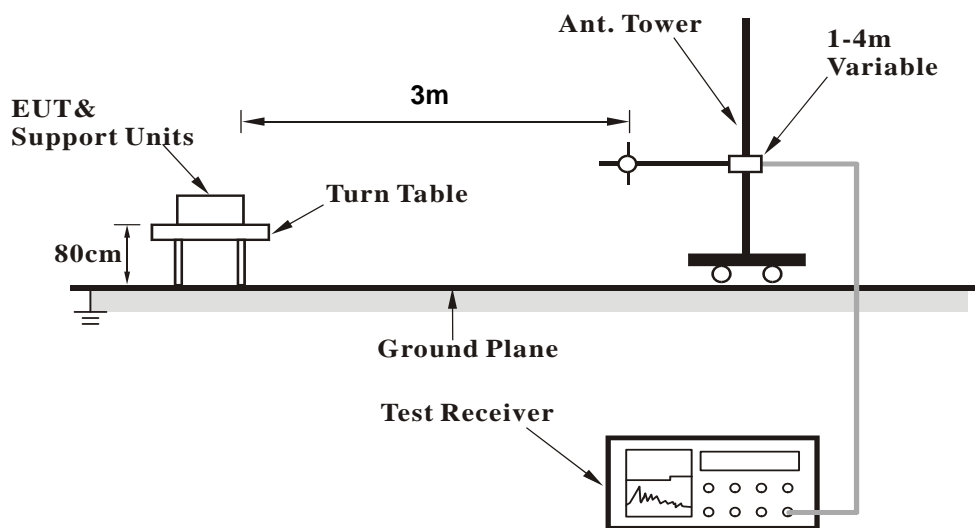 Ant. Tower
1-4m
Variable
3m
EUT&
Support Units
Turn Table
80cm
Ground Plane
Test Receiver